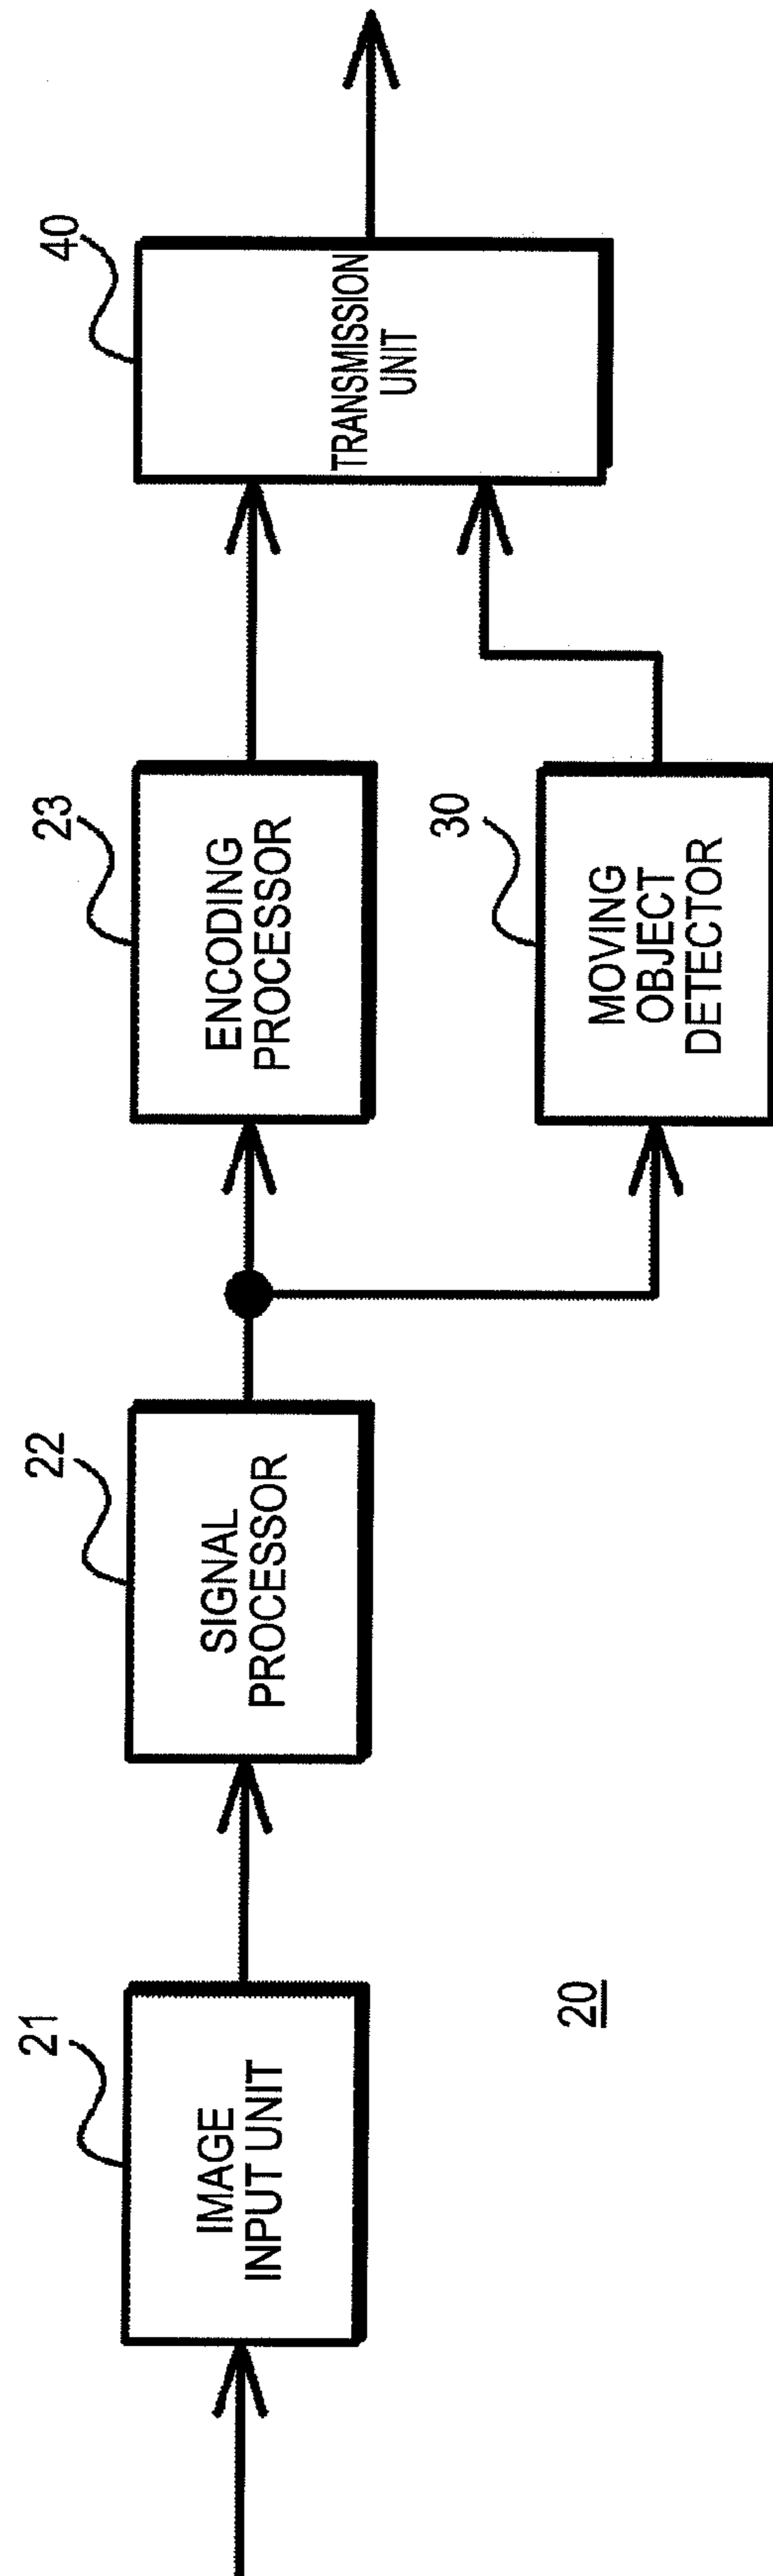 21
IMAGE
INPUT UNIT
22
SIGNAL
PROCESSOR
23
ENCODING
PROCESSOR
30
MOVING
OBJECT
DETECTOR
40
TRANSMISSION
UNIT
20